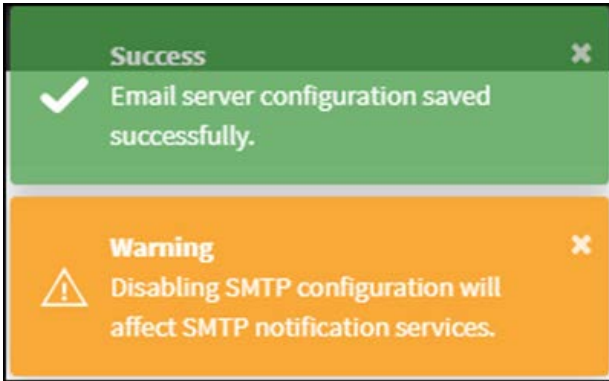 Success
Email server configuration saved
successfully.
Warning
Disabling SMTP configuration will
affect SMTP notification services.